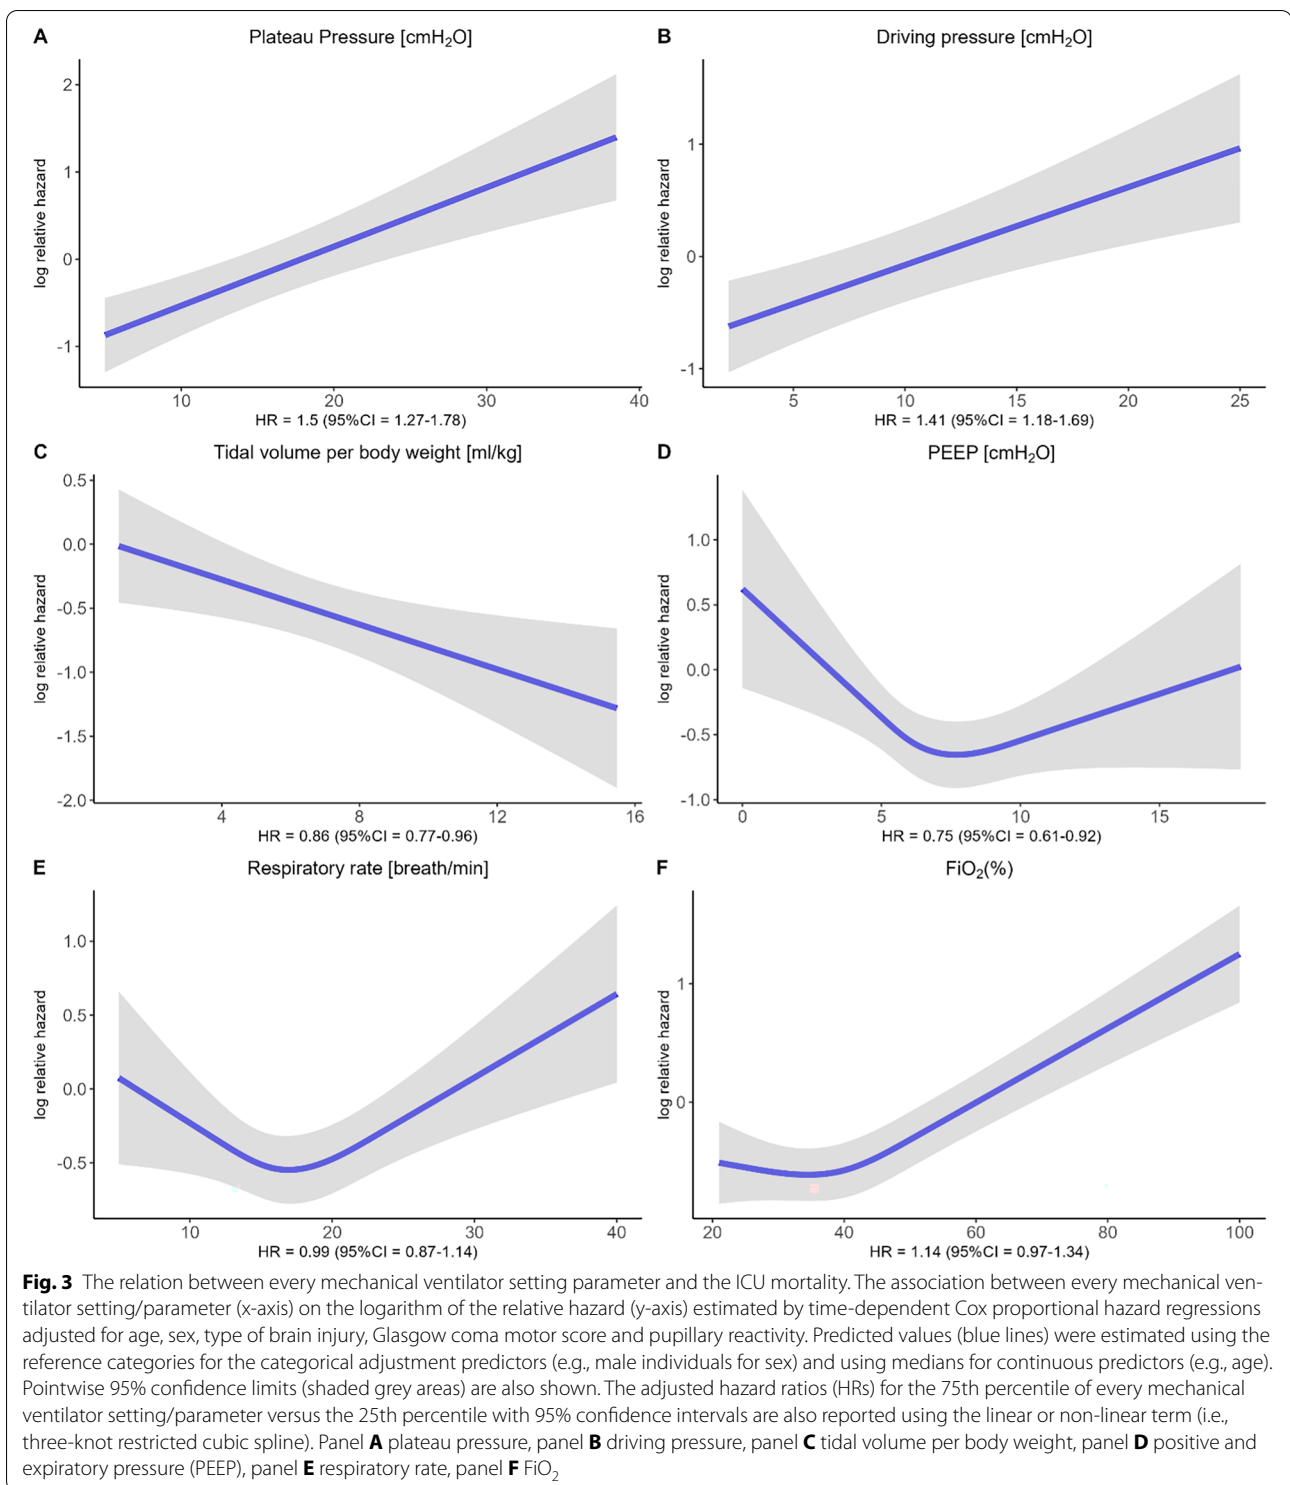 A
Plateau Pressure [cmH₂O]
2
1
0
-1
log relative hazard
10
20
30
40
HR = 1.5 (95%CI = 1.27-1.78)
B
Driving pressure [cmH₂O]
1
0
-1
log relative hazard
5
10
15
20
25
HR = 1.41 (95%CI = 1.18-1.69)
C
Tidal volume per body weight [ml/kg]
0.5
0.0
-0.5
-1.0
-1.5
-2.0
log relative hazard
4
8
12
16
HR = 0.86 (95%CI = 0.77-0.96)
D
PEEP [cmH₂O]
1.0
0.5
0.0
-0.5
-1.0
log relative hazard
0
5
10
15
HR = 0.75 (95%CI = 0.61-0.92)
E
Respiratory rate [breath/min]
1.0
0.5
0.0
-0.5
log relative hazard
10
20
30
40
HR = 0.99 (95%CI = 0.87-1.14)
F
FiO₂(%)
1
0
log relative hazard
20
40
60
80
100
HR = 1.14 (95%CI = 0.97-1.34)
Fig. 3 The relation between every mechanical ventilator setting parameter and the ICU mortality. The association between every mechanical ven-
tilator setting/parameter (x-axis) on the logarithm of the relative hazard (y-axis) estimated by time-dependent Cox proportional hazard regressions
adjusted for age, sex, type of brain injury, Glasgow coma motor score and pupillary reactivity. Predicted values (blue lines) were estimated using the
reference categories for the categorical adjustment predictors (e.g., male individuals for sex) and using medians for continuous predictors (e.g., age).
Pointwise 95% confidence limits (shaded grey areas) are also shown. The adjusted hazard ratios (HRs) for the 75th percentile of every mechanical
ventilator setting/parameter versus the 25th percentile with 95% confidence intervals are also reported using the linear or non-linear term (i.e.,
three-knot restricted cubic spline). Panel A plateau pressure, panel B driving pressure, panel C tidal volume per body weight, panel D positive and
expiratory pressure (PEEP), panel E respiratory rate, panel F FiO₂